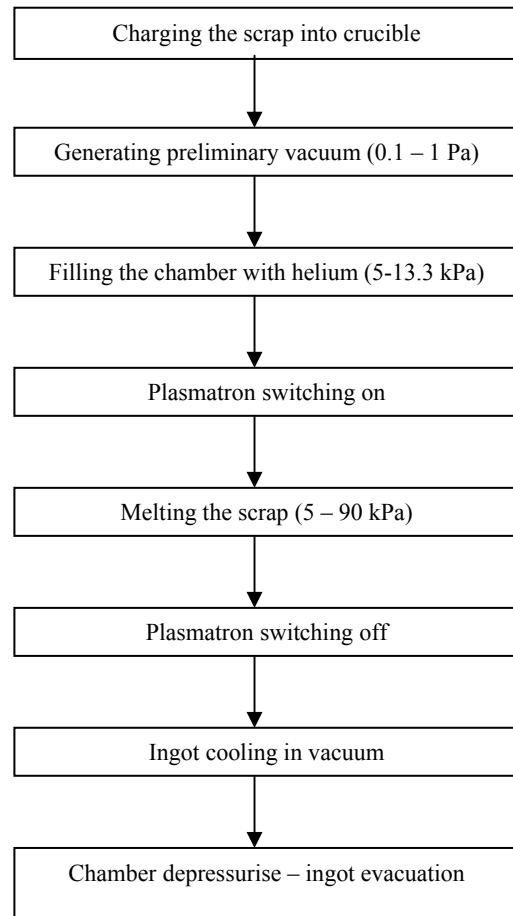 Charging the scrap into crucible
Generating preliminary vacuum (0.1 – 1 Pa)
Filling the chamber with helium (5-13.3 kPa)
Plasmatron switching on
Melting the scrap (5 – 90 kPa)
Plasmatron switching off
Ingot cooling in vacuum
Chamber depressurise – ingot evacuation